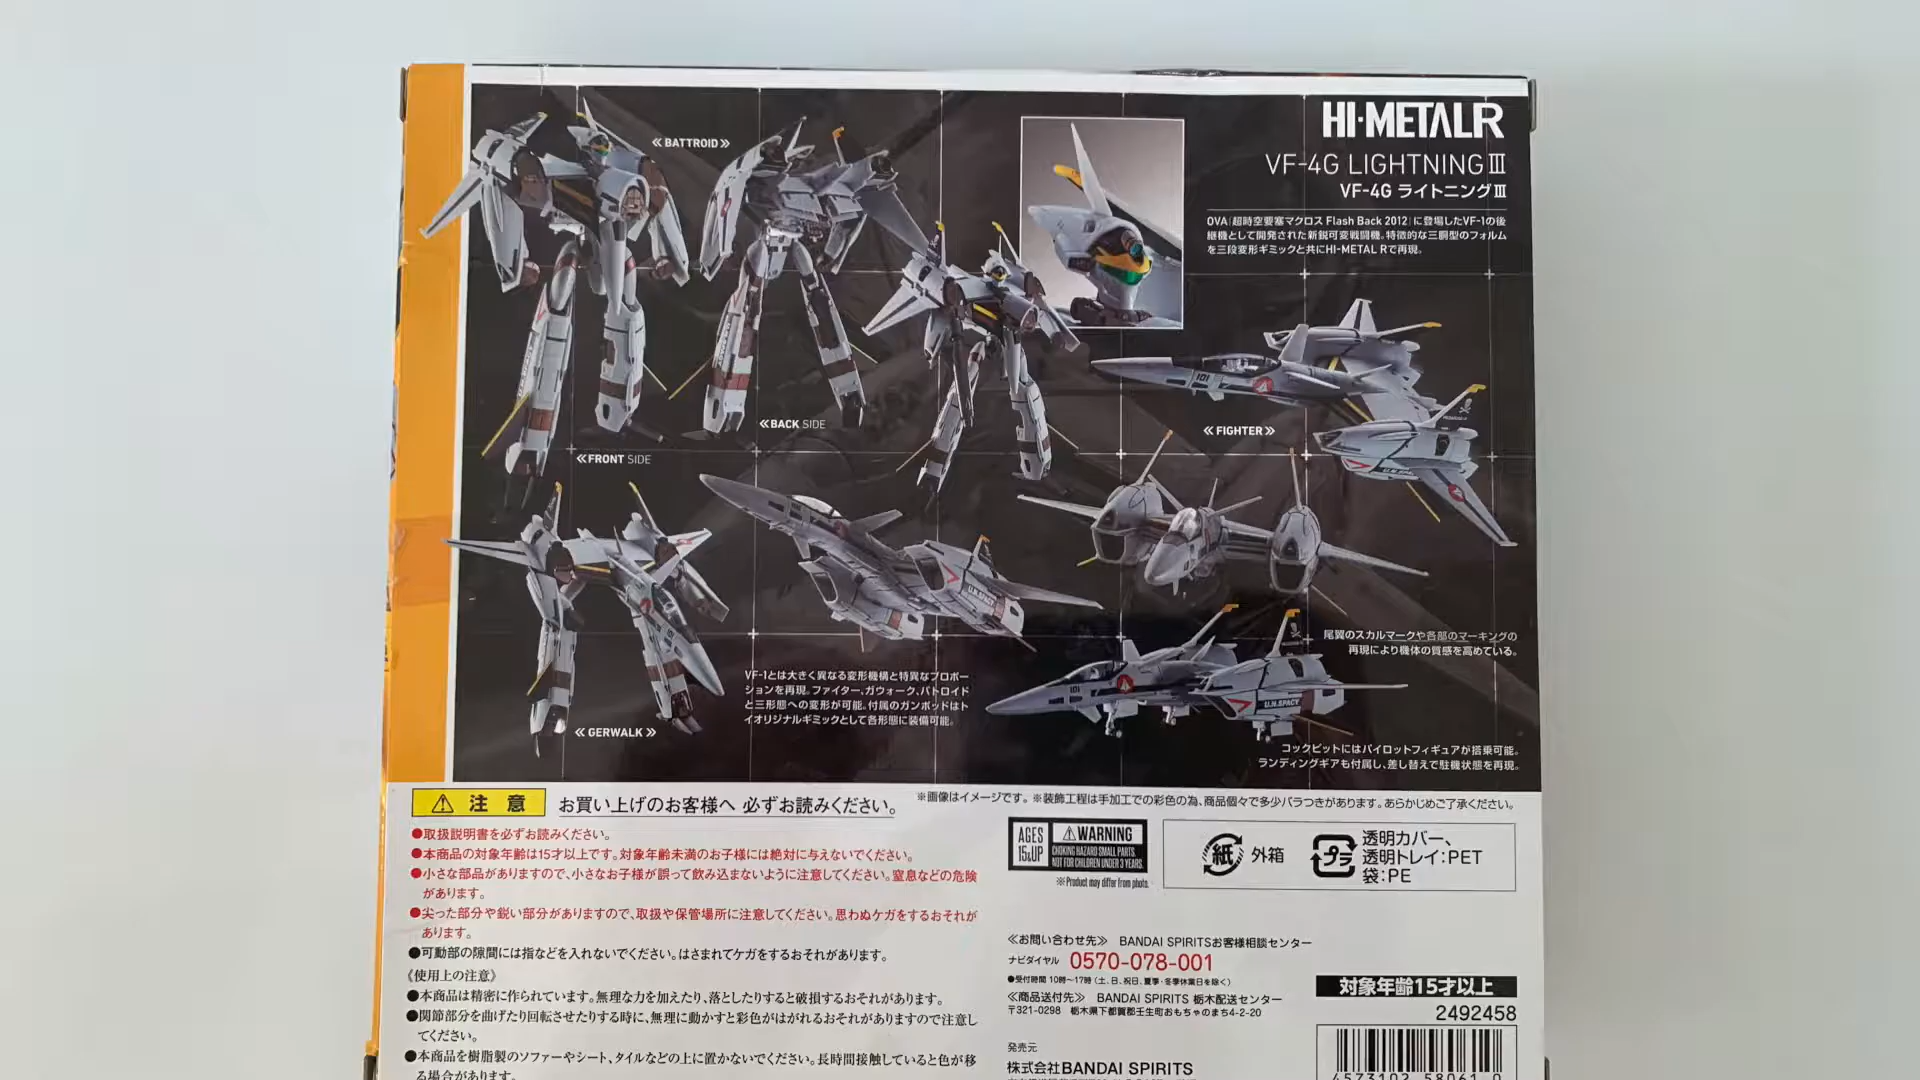 HI-METAL R
VF-4G LIGHTNING III
VF-4G ライトニングIII
OVA「超時空要塞マクロス Flash Back 2012」に登場したVF-1の後
継機として開発された新鋭可変戦闘機。特徴的な三胴型のフォルム
を三段変形ギミックと共にHI-METAL Rで再現。
≪BATTROID≫
≪BACK SIDE
≪FRONT SIDE
≪FIGHTER≫
101
U.N.SPACY
尾翼のスカルマークや各部のマーキングの
再現により機体の質感を高めている。
VF-1とは大きく異なる変形機構と特異なプロポー
ションを再現。ファイター、ガウォーク、バトロイド
と三形態への変形が可能。付属のガンポッドはト
イオリジナルギミックとして各形態に装備可能。
≪GERWALK≫
101
U.N.SPACY
コックピットにはパイロットフィギュアが搭乗可能。
ランディングギアも付属し、差し替えで駐機状態を再現。
注意 お買い上げのお客様へ 必ずお読みください。
※画像はイメージです。※装飾工程は手加工での彩色の為、商品個々で多少バラつきがあります。あらかじめご了承ください。
●取扱説明書を必ずお読みください。
●本商品の対象年齢は15才以上です。対象年齢未満のお子様には絶対に与えないでください。
●小さな部品がありますので、小さなお子様が誤って飲み込まないように注意してください。窒息などの危険
があります。
●尖った部分や鋭い部分がありますので、取扱や保管場所に注意してください。思わぬケガをするおそれが
あります。
●可動部の隙間には指などを入れないでください。はさまれてケガをするおそれがあります。
《使用上の注意》
●本商品は精密に作られています。無理な力を加えたり、落としたりすると破損するおそれがあります。
●関節部分を曲げたり回転させたりする時に、無理に動かすと彩色がはがれるおそれがありますので注意し
てください。
●本商品を樹脂製のソファーやシート、タイルなどの上に置かないでください。長時間接触していると色が移
る場合があります。
AGES
15&UP
WARNING
CHOKING HAZARD SMALL PARTS.
NOT FOR CHILDREN UNDER 3 YEARS.
※Product may differ from photo.
紙 外箱
プラ 透明カバー、
透明トレイ:PET
袋:PE
≪お問い合わせ先≫ BANDAI SPIRITSお客様相談センター
ナビダイヤル 0570-078-001
●受付時間 10時〜17時(土、日、祝日、夏季・冬季休業日を除く)
≪商品送付先≫ BANDAI SPIRITS 栃木配送センター
〒321-0298 栃木県下都賀郡壬生町おもちゃのまち4-2-20
発売元
株式会社BANDAI SPIRITS
対象年齢15才以上
2492458
4573102 58061 0